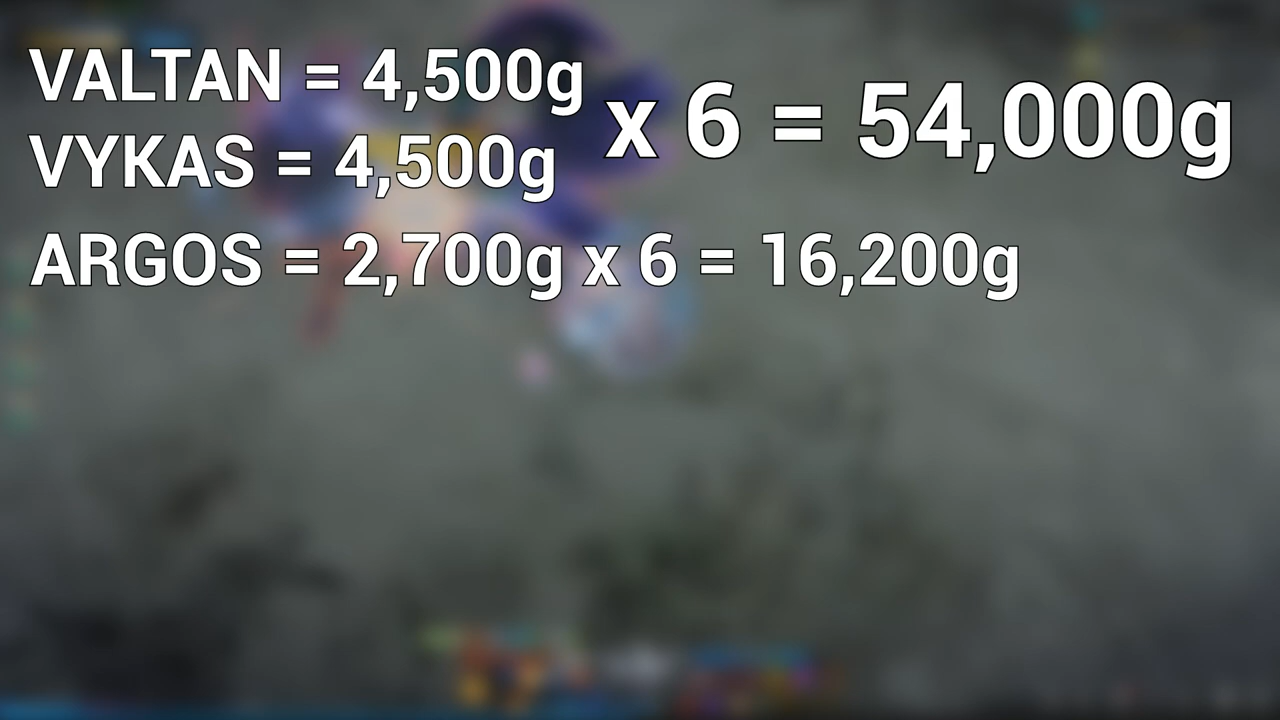 VALTAN = 4,500g
VYKAS = 4,500g
x 6 = 54,000g
ARGOS = 2,700g x 6 = 16,200g